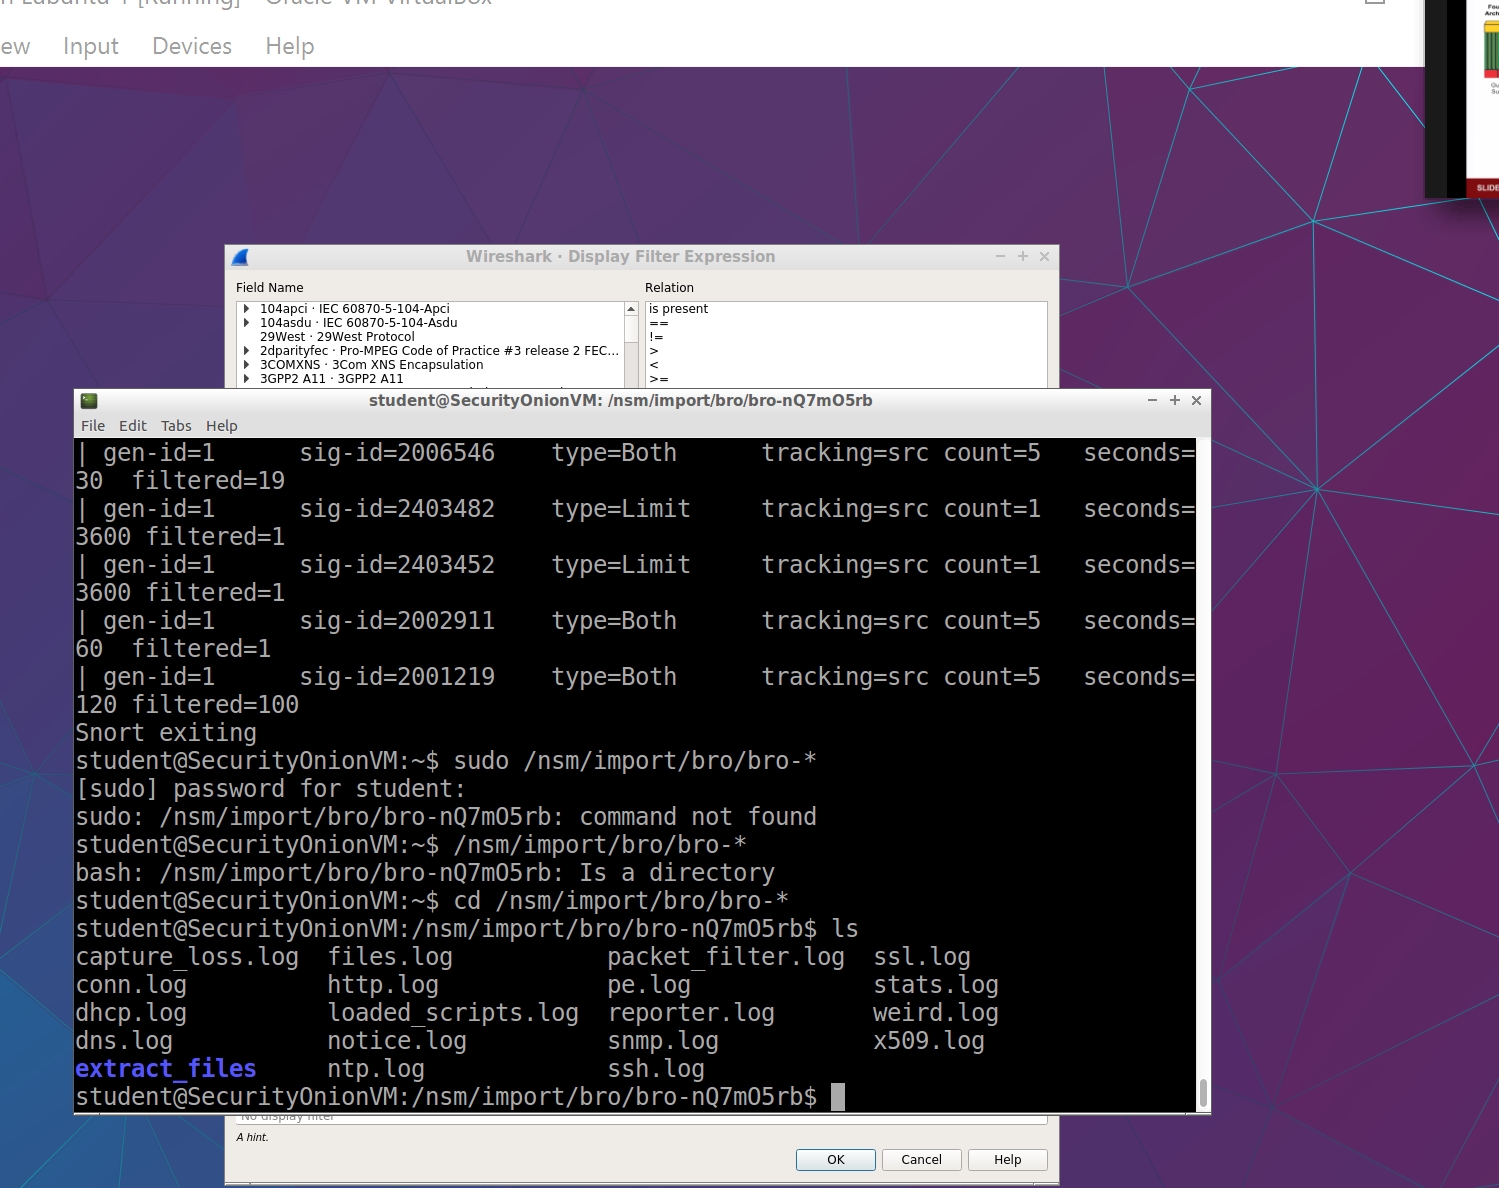 ew Input Devices Help
Fou
Arch
SLIDE
Wireshark · Display Filter Expression
Field Name
Relation
104apci · IEC 60870-5-104-Apci
104asdu · IEC 60870-5-104-Asdu
29West · 29West Protocol
2dparityfec · Pro-MPEG Code of Practice #3 release 2 FEC...
3COMXNS · 3Com XNS Encapsulation
3GPP2 A11 · 3GPP2 A11
is present
==
!=
>
<
>=
student@SecurityOnionVM: /nsm/import/bro/bro-nQ7mO5rb
File Edit Tabs Help
| gen-id=1      sig-id=2006546    type=Both      tracking=src count=5   seconds=
30  filtered=19
| gen-id=1      sig-id=2403482    type=Limit     tracking=src count=1   seconds=
3600 filtered=1
| gen-id=1      sig-id=2403452    type=Limit     tracking=src count=1   seconds=
3600 filtered=1
| gen-id=1      sig-id=2002911    type=Both      tracking=src count=5   seconds=
60  filtered=1
| gen-id=1      sig-id=2001219    type=Both      tracking=src count=5   seconds=
120 filtered=100
Snort exiting
student@SecurityOnionVM:~$ sudo /nsm/import/bro/bro-*
[sudo] password for student:
sudo: /nsm/import/bro/bro-nQ7mO5rb: command not found
student@SecurityOnionVM:~$ /nsm/import/bro/bro-*
bash: /nsm/import/bro/bro-nQ7mO5rb: Is a directory
student@SecurityOnionVM:~$ cd /nsm/import/bro/bro-*
student@SecurityOnionVM:/nsm/import/bro/bro-nQ7mO5rb$ ls
capture_loss.log  files.log           packet_filter.log  ssl.log
conn.log          http.log            pe.log             stats.log
dhcp.log          loaded_scripts.log  reporter.log       weird.log
dns.log           notice.log          snmp.log           x509.log
extract_files     ntp.log             ssh.log
student@SecurityOnionVM:/nsm/import/bro/bro-nQ7mO5rb$
No display filter
A hint.
OK Cancel Help